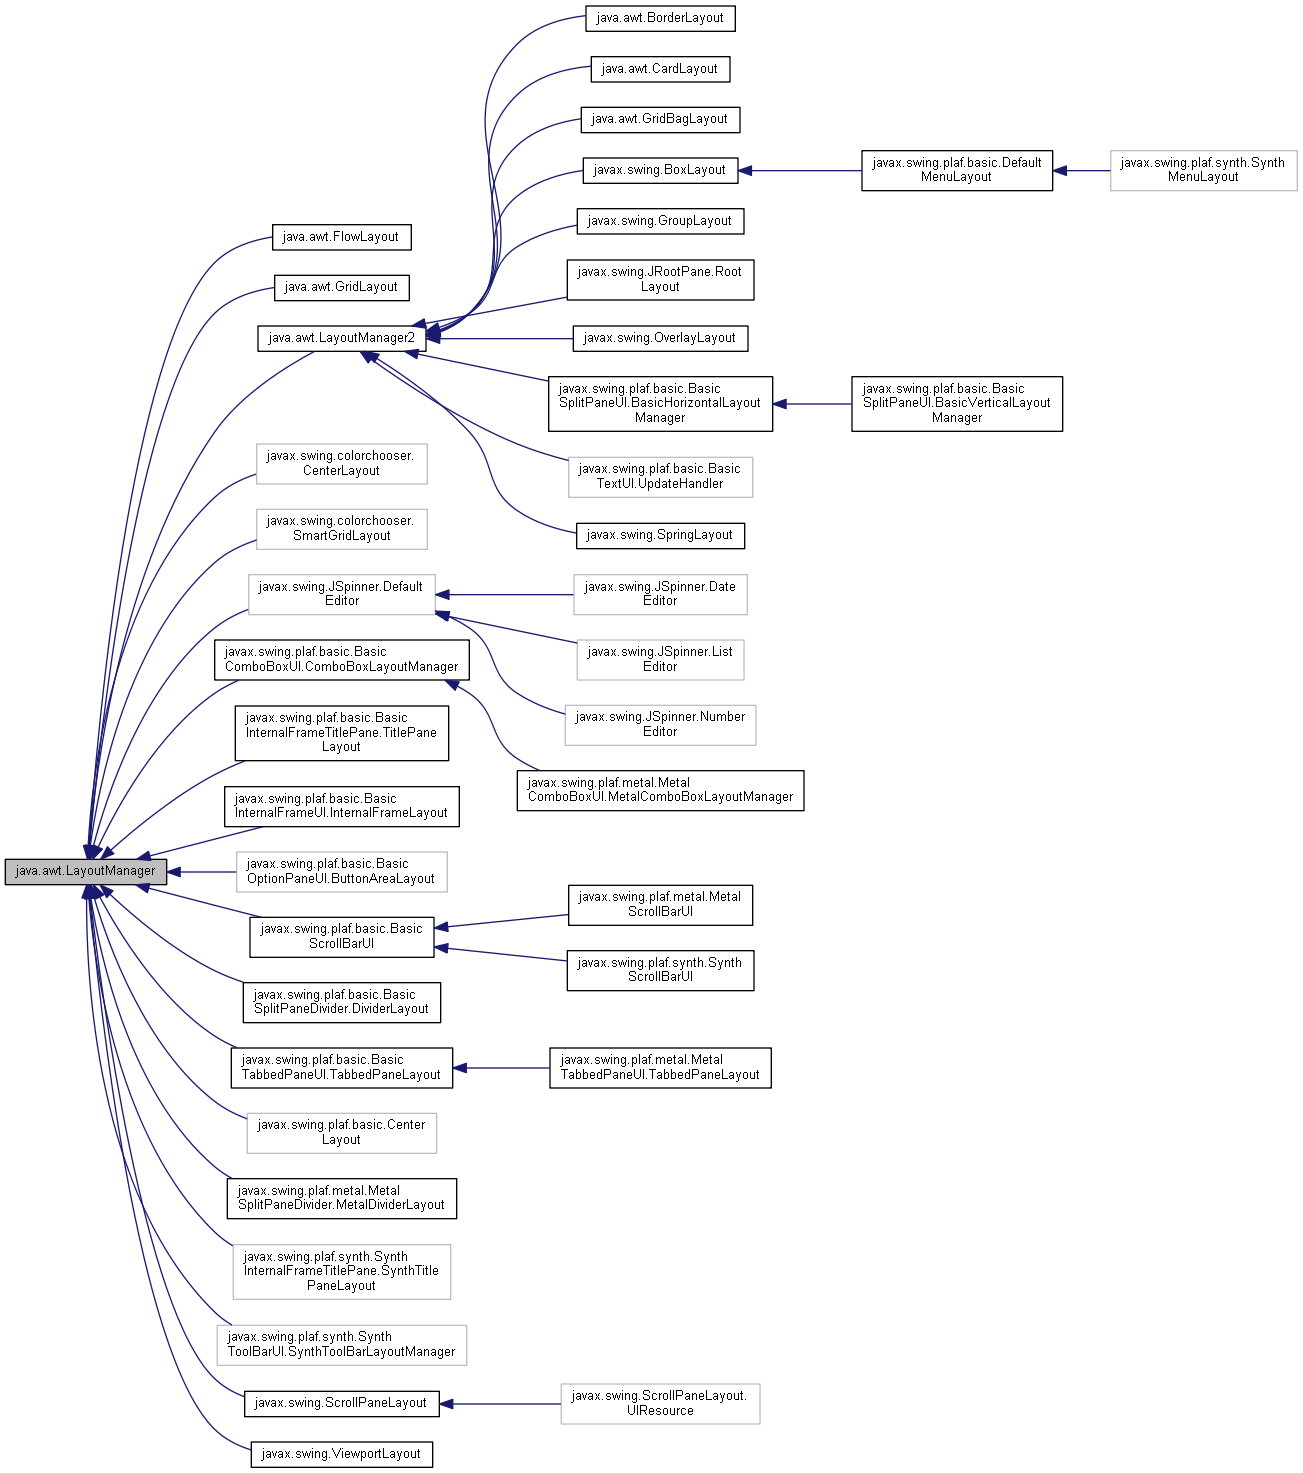 java.awt.BorderLayout
java.awt.CardLayout
java.awt.GridBagLayout
javax.swing.BoxLayout
javax.swing.plaf.basic.Default
MenuLayout
javax.swing.plaf.synth.Synth
MenuLayout
javax.swing.GroupLayout
java.awt.FlowLayout
javax.swing.JRootPane.Root
Layout
java.awt.GridLayout
java.awt.LayoutManager2
javax.swing.OverlayLayout
javax.swing.plaf.basic.Basic
SplitPaneUI.BasicHorizontalLayout
Manager
javax.swing.plaf.basic.Basic
SplitPaneUI.BasicVerticalLayout
Manager
javax.swing.colorchooser.
CenterLayout
javax.swing.plaf.basic.Basic
TextUI.UpdateHandler
javax.swing.colorchooser.
SmartGridLayout
javax.swing.SpringLayout
javax.swing.JSpinner.Default
Editor
javax.swing.JSpinner.Date
Editor
javax.swing.plaf.basic.Basic
ComboBoxUI.ComboBoxLayoutManager
javax.swing.JSpinner.List
Editor
javax.swing.plaf.basic.Basic
InternalFrameTitlePane.TitlePane
Layout
javax.swing.JSpinner.Number
Editor
javax.swing.plaf.metal.Metal
ComboBoxUI.MetalComboBoxLayoutManager
javax.swing.plaf.basic.Basic
InternalFrameUI.InternalFrameLayout
java.awt.LayoutManager
javax.swing.plaf.basic.Basic
OptionPaneUI.ButtonAreaLayout
javax.swing.plaf.metal.Metal
ScrollBarUI
javax.swing.plaf.basic.Basic
ScrollBarUI
javax.swing.plaf.synth.Synth
ScrollBarUI
javax.swing.plaf.basic.Basic
SplitPaneDivider.DividerLayout
javax.swing.plaf.basic.Basic
TabbedPaneUI.TabbedPaneLayout
javax.swing.plaf.metal.Metal
TabbedPaneUI.TabbedPaneLayout
javax.swing.plaf.basic.Center
Layout
javax.swing.plaf.metal.Metal
SplitPaneDivider.MetalDividerLayout
javax.swing.plaf.synth.Synth
InternalFrameTitlePane.SynthTitle
PaneLayout
javax.swing.plaf.synth.Synth
ToolBarUI.SynthToolBarLayoutManager
javax.swing.ScrollPaneLayout
javax.swing.ScrollPaneLayout.
UIResource
javax.swing.ViewportLayout